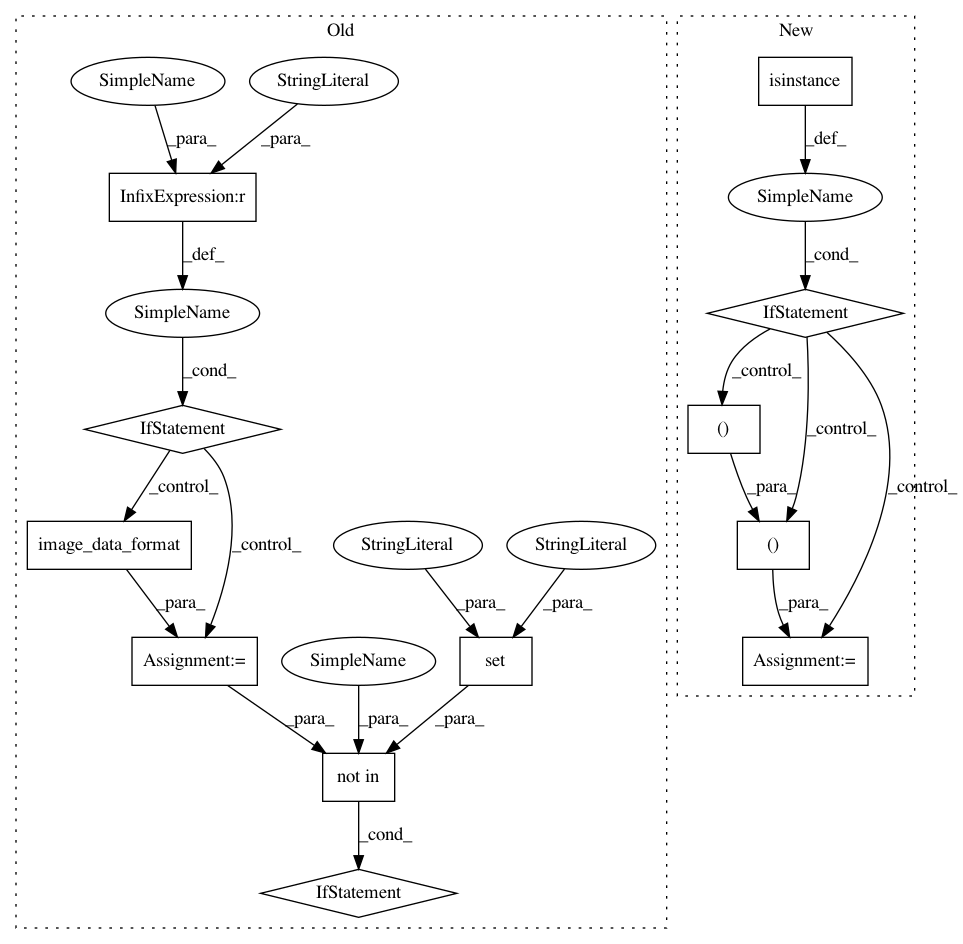 Old
New
SimpleName
StringLiteral
isinstance
_para_
_para_
_def_
InfixExpression:r
SimpleName
_def_
_cond_
SimpleName
IfStatement
_cond_
_control_
IfStatement
()
_control_
_control_
_control_
_para_
_control_
image_data_format
StringLiteral
StringLiteral
()
_para_
_para_
_para_
_para_
Assignment:=
SimpleName
set
Assignment:=
_para_
_para_
_para_
not in
_cond_
IfStatement